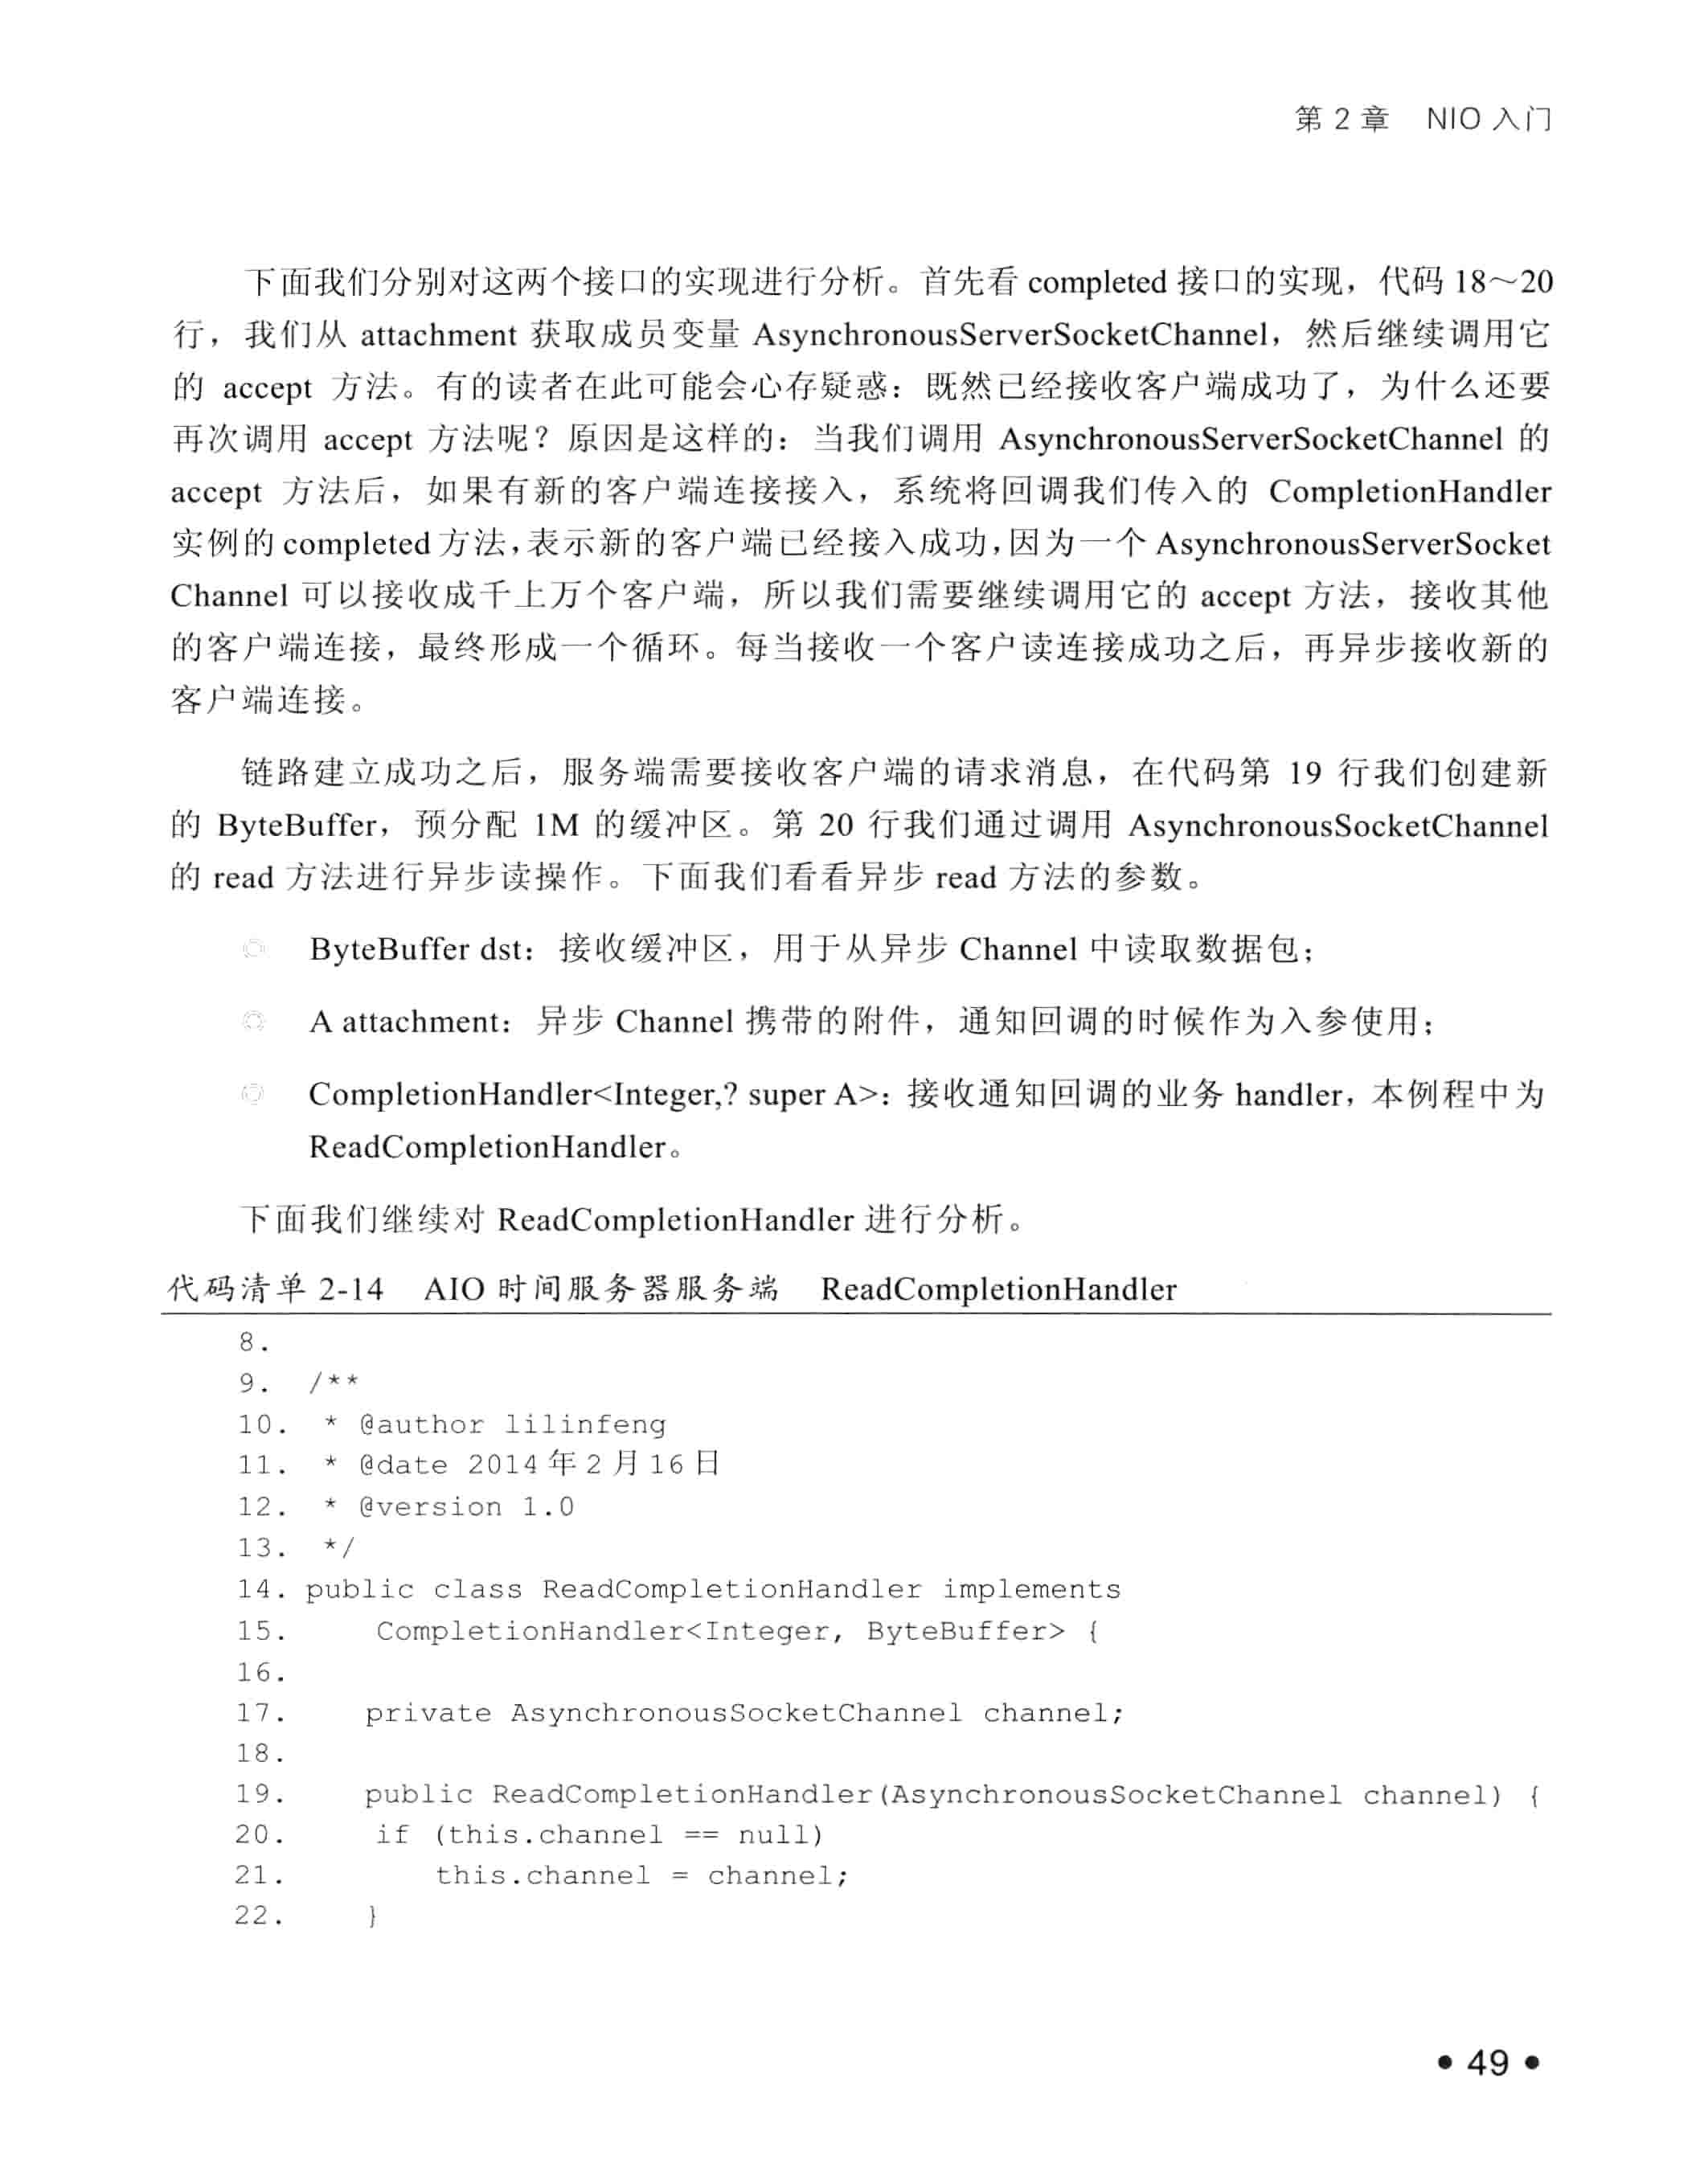 第 2 章 NIO 入门
下面我们分别对这两个接口的实现进行分析。首先看 completed 接口的实现，代码 18～20
行，我们从 attachment 获取成员变量 AsynchronousServerSocketChannel，然后继续调用它
的 accept 方法。有的读者在此可能会心存疑惑：既然已经接收客户端成功了，为什么还要
再次调用 accept 方法呢？原因是这样的：当我们调用 AsynchronousServerSocketChannel 的
accept 方法后，如果有新的客户端连接接入，系统将回调我们传入的 CompletionHandler
实例的 completed 方法，表示新的客户端已经接入成功，因为一个 AsynchronousServerSocket
Channel 可以接收成千上万个客户端，所以我们需要继续调用它的 accept 方法，接收其他
的客户端连接，最终形成一个循环。每当接收一个客户读连接成功之后，再异步接收新的
客户端连接。
链路建立成功之后，服务端需要接收客户端的请求消息，在代码第 19 行我们创建新
的 ByteBuffer，预分配 1M 的缓冲区。第 20 行我们通过调用 AsynchronousSocketChannel
的 read 方法进行异步读操作。下面我们看看异步 read 方法的参数。
ByteBuffer dst：接收缓冲区，用于从异步 Channel 中读取数据包；
A attachment：异步 Channel 携带的附件，通知回调的时候作为入参使用；
CompletionHandler<Integer,? super A>：接收通知回调的业务 handler，本例程中为
ReadCompletionHandler。
下面我们继续对 ReadCompletionHandler 进行分析。
代码清单 2-14 AIO 时间服务器服务端 ReadCompletionHandler
8.
9. /**
10. * @author lilinfeng
11. * @date 2014 年 2 月 16 日
12. * @version 1.0
13. */
14. public class ReadCompletionHandler implements
15. CompletionHandler<Integer, ByteBuffer> {
16.
17. private AsynchronousSocketChannel channel;
18.
19. public ReadCompletionHandler(AsynchronousSocketChannel channel) {
20. if (this.channel == null)
21. this.channel = channel;
22. }
• 49 •